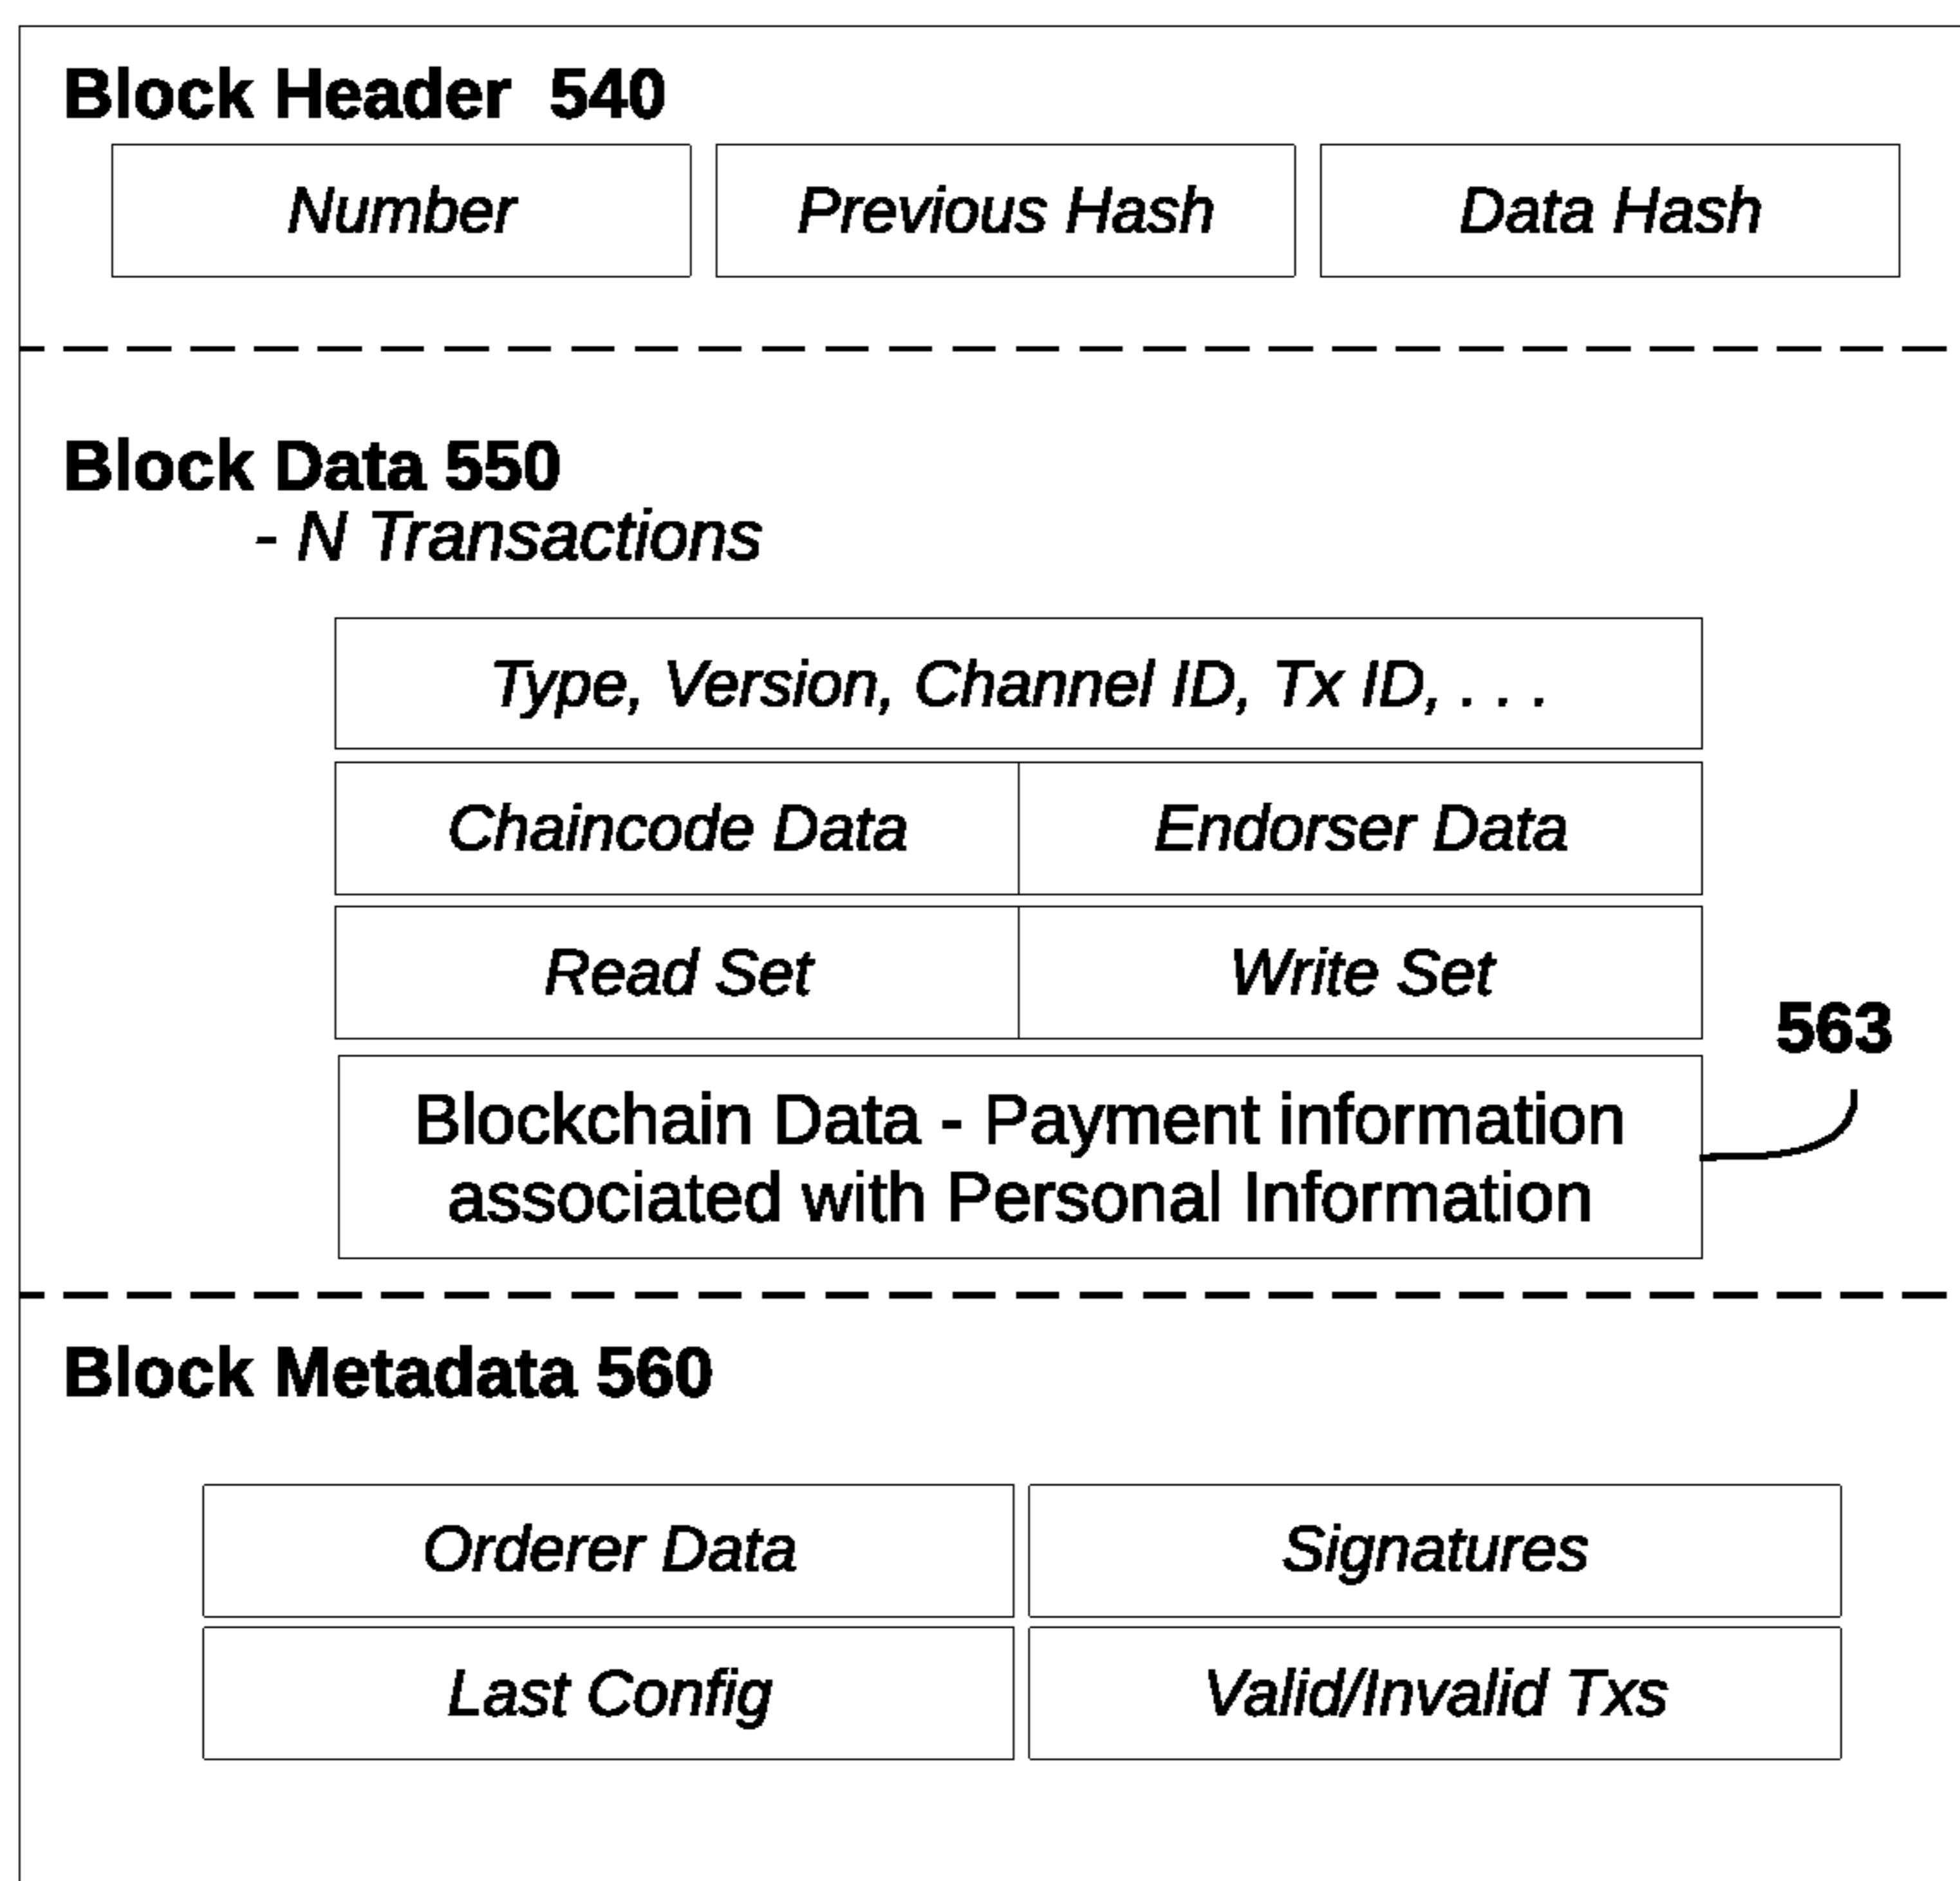 Block Header 540
Number
Previous Hash
Data Hash
Block Data 550
- N Transactions
Type, Version, Channel ID, Tx ID, . . .
Chaincode Data
Endorser Data
Read Set
Write Set
563
Blockchain Data - Payment information
associated with Personal Information
Block Metadata 560
Orderer Data
Signatures
Last Config
Valid/Invalid Txs